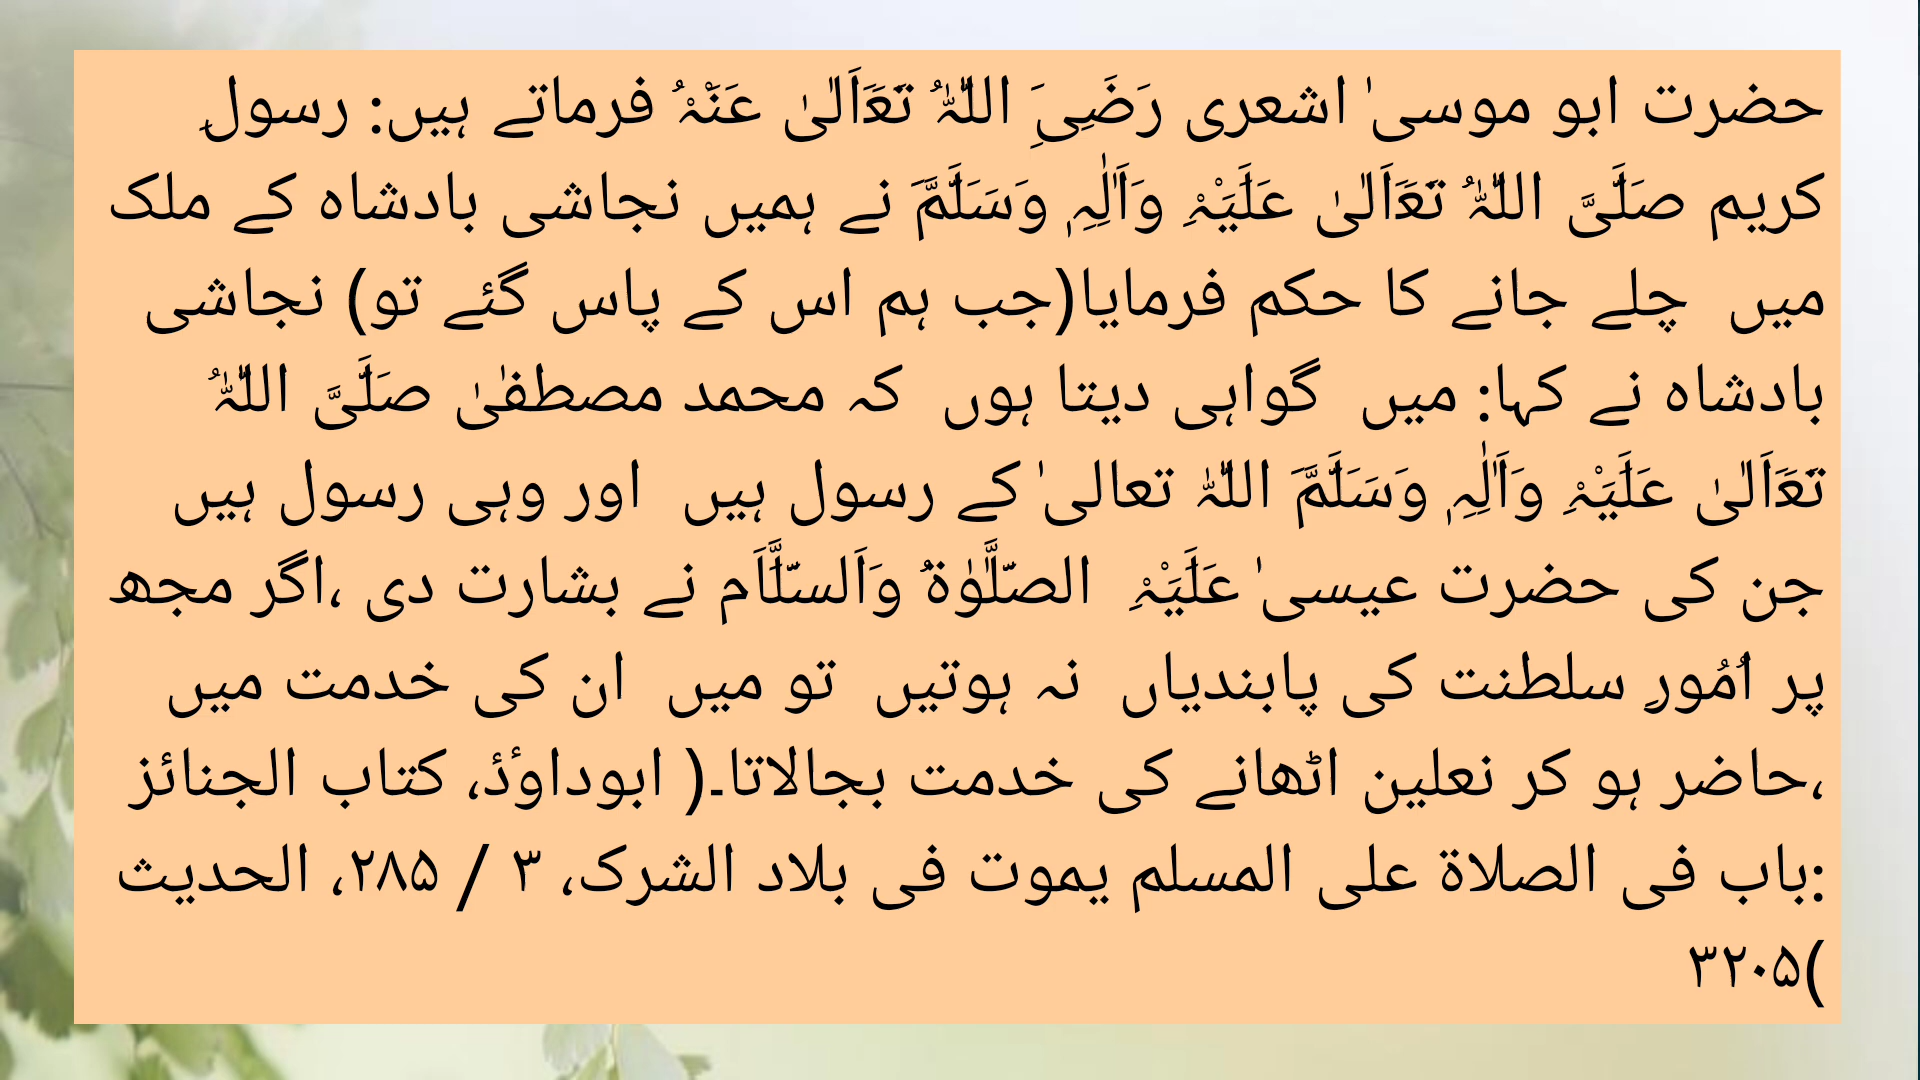 حضرت ابو موسیٰ اشعری رَضَیِ اللہُ تَعَالٰی عَنْہُ فرماتے ہیں: رسولِ
کریم صَلَّی اللہُ تَعَالٰی عَلَیْہِ وَاٰلِہٖ وَسَلَّمَ نے ہمیں نجاشی بادشاہ کے ملک
میں چلے جانے کا حکم فرمایا(جب ہم اس کے پاس گئے تو) نجاشی
بادشاہ نے کہا: میں گواہی دیتا ہوں کہ محمد مصطفٰی صَلَّی اللہُ
تَعَالٰی عَلَیْہِ وَاٰلِہٖ وَسَلَّمَ اللہ تعالیٰ کے رسول ہیں اور وہی رسول ہیں
جن کی حضرت عیسیٰ عَلَیْہِ الصَّلٰوۃُ وَالسَّلَام نے بشارت دی ،اگر مجھ
پر اُمُورِ سلطنت کی پابندیاں نہ ہوتیں تو میں ان کی خدمت میں
حاضر ہو کر نعلین اٹھانے کی خدمت بجالاتا۔( ابوداوٗدٗ، کتاب الجنائز،
باب فی الصلاۃ علی المسلم یموت فی بلاد الشرک، ۳ / ۲۸۵، الحدیث:
۳۲۰۵)